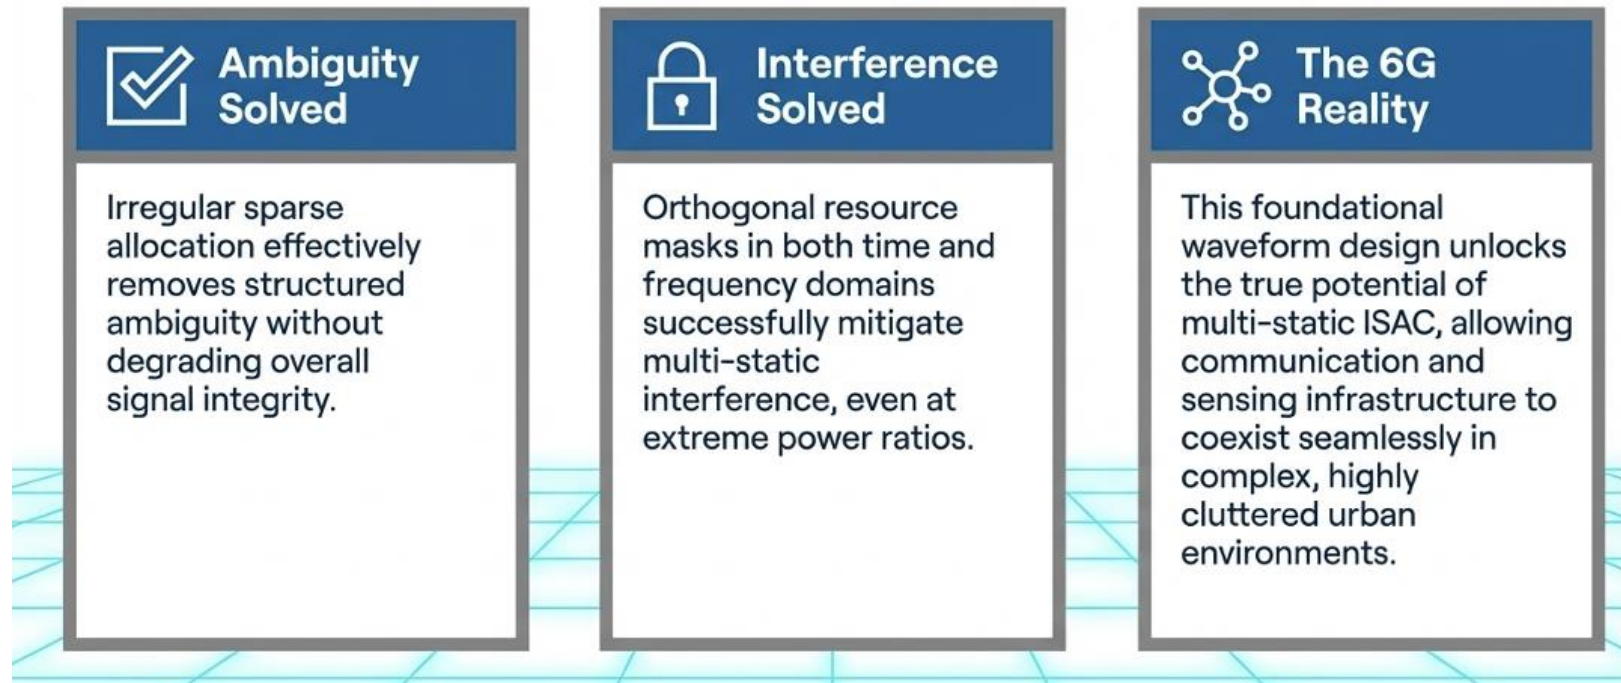 Ambiguity
Solved
Irregular sparse
allocation effectively
removes structured
ambiguity without
degrading overall
signal integrity.
Interference
Solved
Orthogonal resource
masks in both time and
frequency domains
successfully mitigate
multi-static
interference, even at
extreme power ratios.
The 6G
Reality
This foundational
waveform design unlocks
the true potential of
multi-static ISAC, allowing
communication and
sensing infrastructure to
coexist seamlessly in
complex, highly
cluttered urban
environments.